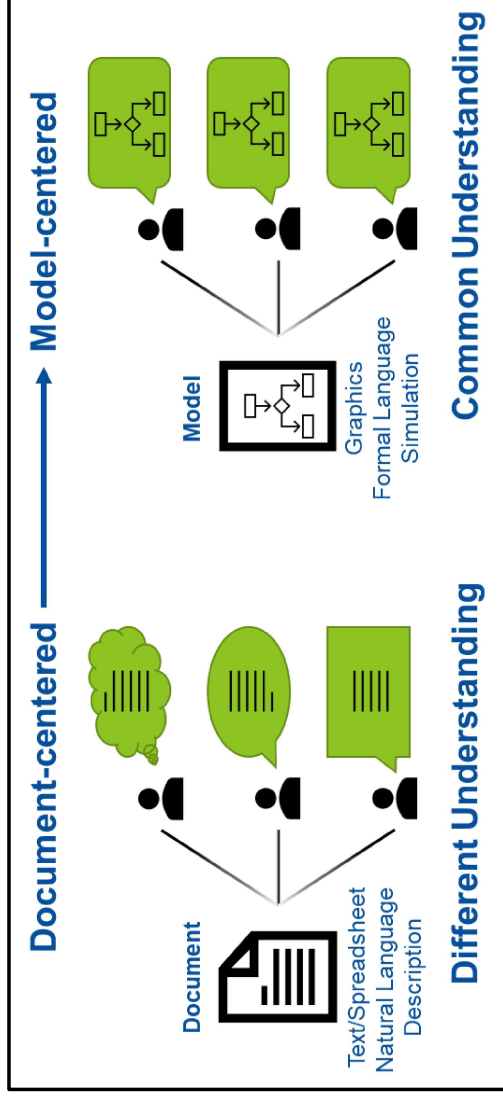 Document-centered
Model-centered
Document
Text/Spreadsheet
Natural Language
Description
Different Understanding
Model
Graphics
Formal Language
Simulation
Common Understanding